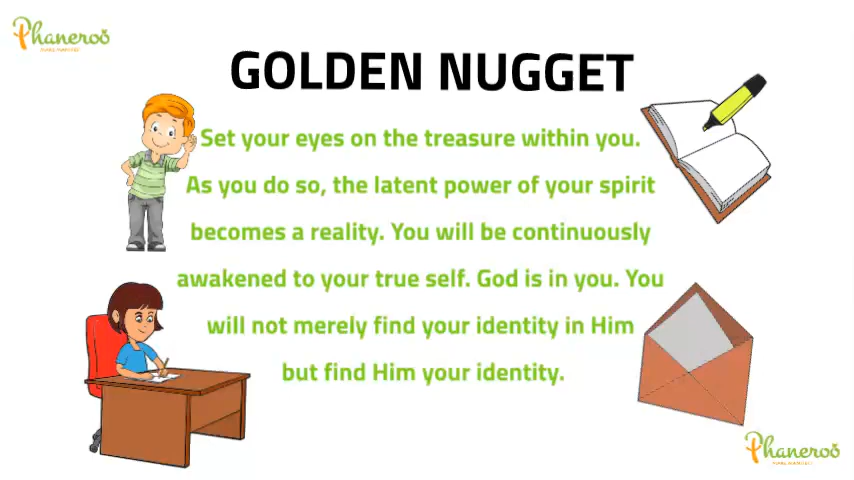 Phaneroo
GOLDEN NUGGET
Set your eyes on the treasure within you.
As you do so, the latent power of your spirit
becomes a reality. You will be continuously
awakened to your true self. God is in you. You
will not merely find your identity in Him
but find Him your identity.
Phaneroo